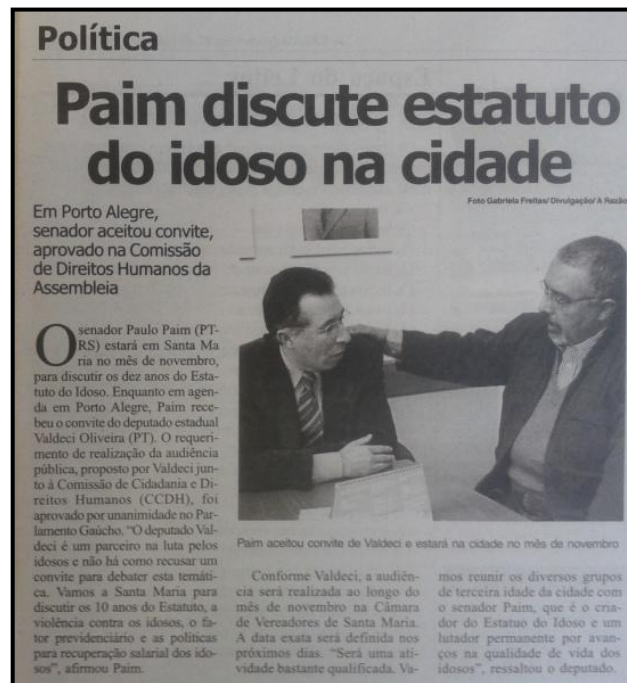 Política
Paim discute estatuto
do idoso na cidade
Foto Gabriela Freitas/ Divulgação/ A Razão
Em Porto Alegre,
senador aceitou convite,
aprovado na Comissão
de Direitos Humanos da
Assembleia
O senador Paulo Paim (PT-
RS) estará em Santa Ma
ria no mês de novembro,
para discutir os dez anos do Esta-
tuto do Idoso. Enquanto em agen-
da em Porto Alegre, Paim rece-
beu o convite do deputado estadual
Valdeci Oliveira (PT). O requeri-
mento de realização da audiência
pública, proposto por Valdeci jun-
to à Comissão de Cidadania e Di-
reitos Humanos (CCDH), foi
aprovado por unanimidade no Par-
lamento Gaúcho. "O deputado Val-
deci é um parceiro na luta pelos
idosos e não há como recusar um
convite para debater esta temáti-
ca. Vamos a Santa Maria para
discutir os 10 anos do Estatuto, a
violência contra os idosos, o fa-
tor previdenciário e as políticas
para recuperação salarial dos ido-
sos", afirmou Paim.
Paim aceitou convite de Valdeci e estará na cidade no mês de novembro
Conforme Valdeci, a audiên-
cia será realizada ao longo do
mês de novembro na Câmara
de Vereadores de Santa Maria.
A data exata será definida nos
próximos dias. "Será uma ati-
vidade bastante qualificada. Va-
mos reunir os diversos grupos
de terceira idade da cidade com
o senador Paim, que é o cria-
dor do Estatuo do Idoso e um
lutador permanente por avan-
ços na qualidade de vida dos
idosos", ressaltou o deputado.